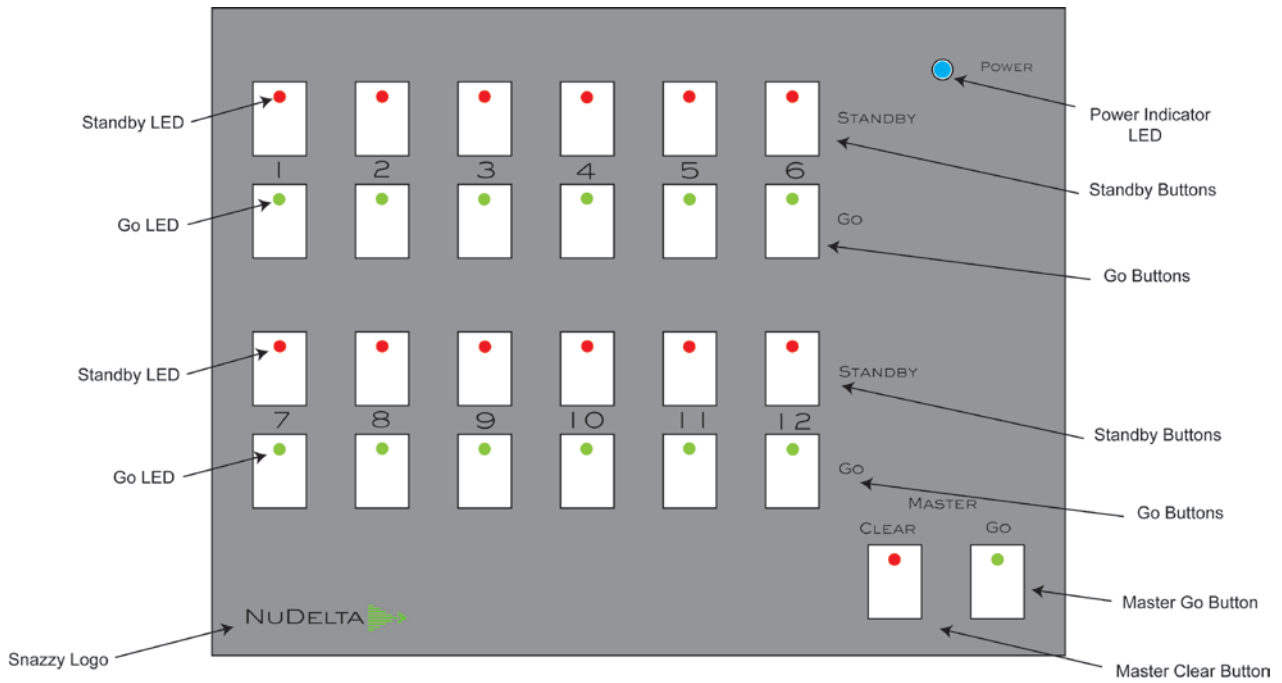 POWER
Standby LED
STANDBY
Power Indicator
LED
1 2 3 4 5 6
Standby Buttons
Go LED
GO
Go Buttons
Standby LED
STANDBY
7 8 9 10 11 12
Standby Buttons
Go LED
GO
MASTER
Go Buttons
CLEAR GO
Master Go Button
NUDELTA
Snazzy Logo
Master Clear Button